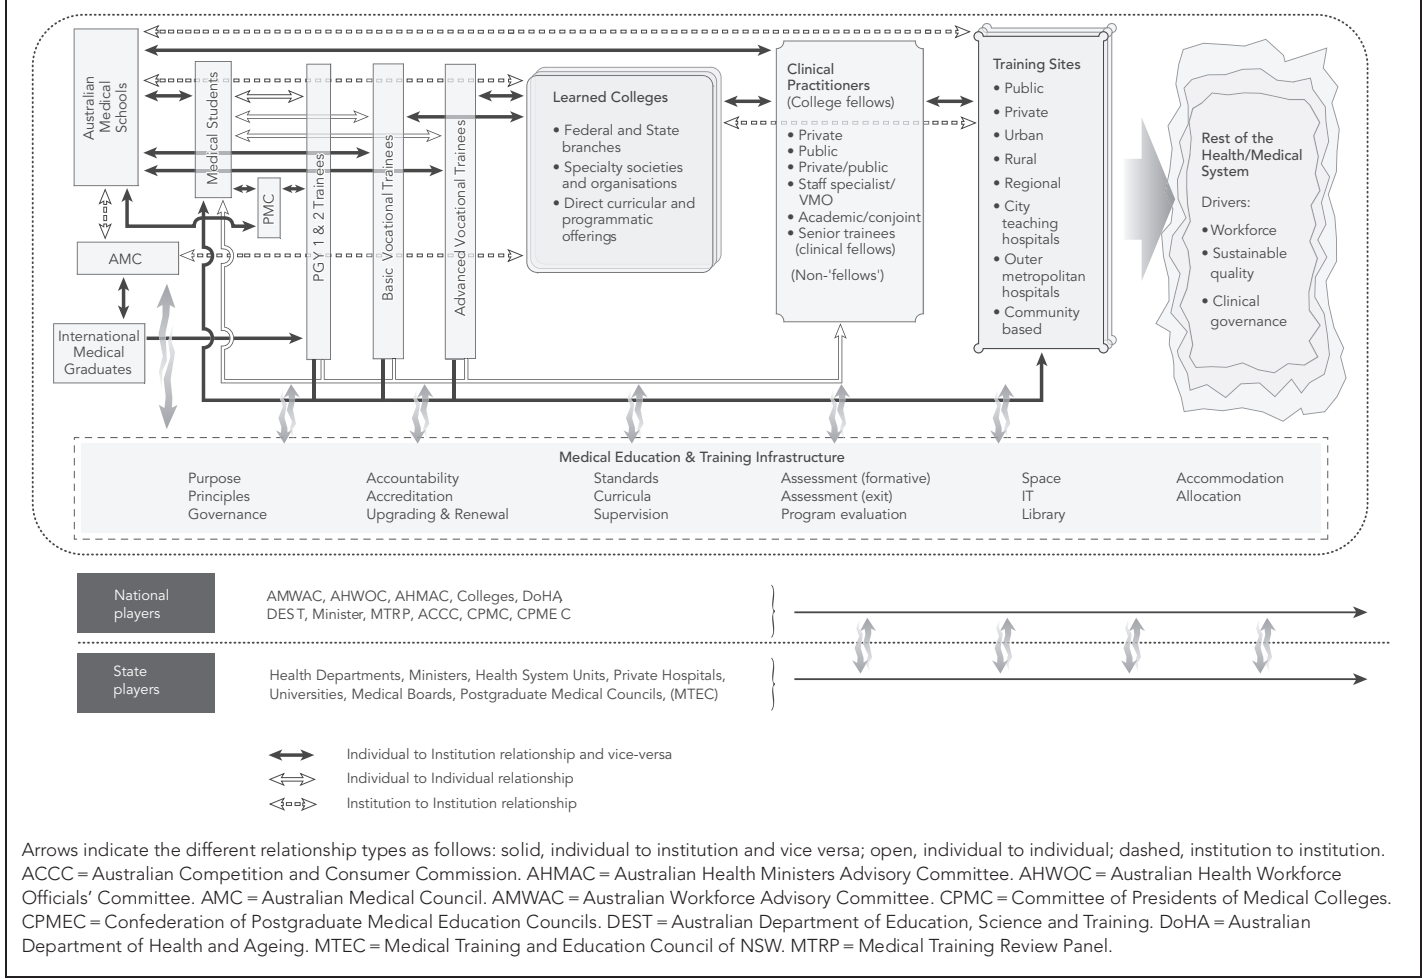 Australian
Medical
Schools
Medical Students
PMC
AMC
International
Medical
Graduates
PGY 1 & 2 Trainees
Basic Vocational Trainees
Advanced Vocational Trainees
Learned Colleges
• Federal and State
branches
• Specialty societies
and organisations
• Direct curricular and
programmatic
offerings
Clinical
Practitioners
(College fellows)
• Private
• Public
• Private/public
• Staff specialist/
VMO
• Academic/conjoint
• Senior trainees
(clinical fellows)
(Non-'fellows')
Training Sites
• Public
• Private
• Urban
• Rural
• Regional
• City
teaching
hospitals
• Outer
metropolitan
hospitals
• Community
based
Rest of the
Health/Medical
System
Drivers:
• Workforce
• Sustainable
quality
• Clinical
governance
Medical Education & Training Infrastructure
Purpose
Principles
Governance
Accountability
Accreditation
Upgrading & Renewal
Standards
Curricula
Supervision
Assessment (formative)
Assessment (exit)
Program evaluation
Space
IT
Library
Accommodation
Allocation
National
players
AMWAC, AHWOC, AHMAC, Colleges, DoHA,
DEST, Minister, MTRP, ACCC, CPMC, CPME C
State
players
Health Departments, Ministers, Health System Units, Private Hospitals,
Universities, Medical Boards, Postgraduate Medical Councils, (MTEC)
Individual to Institution relationship and vice-versa
Individual to Individual relationship
Institution to Institution relationship
Arrows indicate the different relationship types as follows: solid, individual to institution and vice versa; open, individual to individual; dashed, institution to institution.
ACCC = Australian Competition and Consumer Commission. AHMAC = Australian Health Ministers Advisory Committee. AHWOC = Australian Health Workforce
Officials‘ Committee. AMC = Australian Medical Council. AMWAC = Australian Workforce Advisory Committee. CPMC = Committee of Presidents of Medical Colleges.
CPMEC = Confederation of Postgraduate Medical Education Councils. DEST = Australian Department of Education, Science and Training. DoHA = Australian
Department of Health and Ageing. MTEC = Medical Training and Education Council of NSW. MTRP = Medical Training Review Panel.